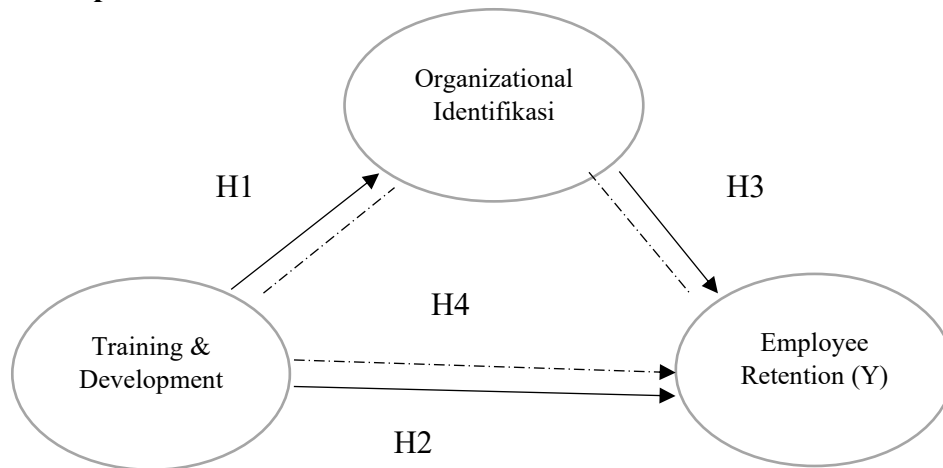 Organizational
Identifikasi
H1
H3
H4
Training &
Development
Employee
Retention (Y)
H2